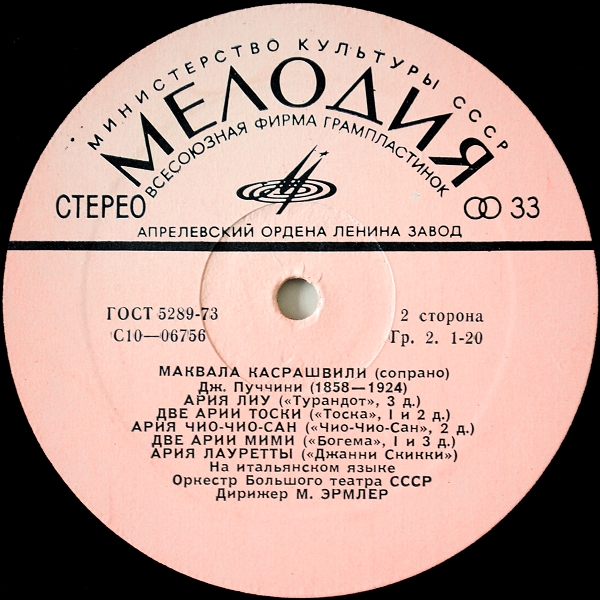 МИНИСТЕРСТВО КУЛЬТУРЫ СССР
МЕЛОДИЯ
ВСЕСОЮЗНАЯ ФИРМА ГРАМПЛАСТИНОК
СТЕРЕО
33
АПРЕЛЕВСКИЙ ОРДЕНА ЛЕНИНА ЗАВОД
ГОСТ 5289-73
2 сторона
С10—06756
Гр. 2. 1-20
МАКВАЛА КАСРАШВИЛИ (сопрано)
Дж. Пуччини (1858—1924)
АРИЯ ЛИУ («Турандот», 3 д.)
ДВЕ АРИИ ТОСКИ («Тоска», 1 и 2 д.)
АРИЯ ЧИО-ЧИО-САН («Чио-Чио-Сан», 2 д.)
ДВЕ АРИИ МИМИ («Богема», 1 и 3 д.)
АРИЯ ЛАУРЕТТЫ («Джанни Скикки»)
На итальянском языке
Оркестр Большого театра СССР
Дирижер М. ЭРМЛЕР